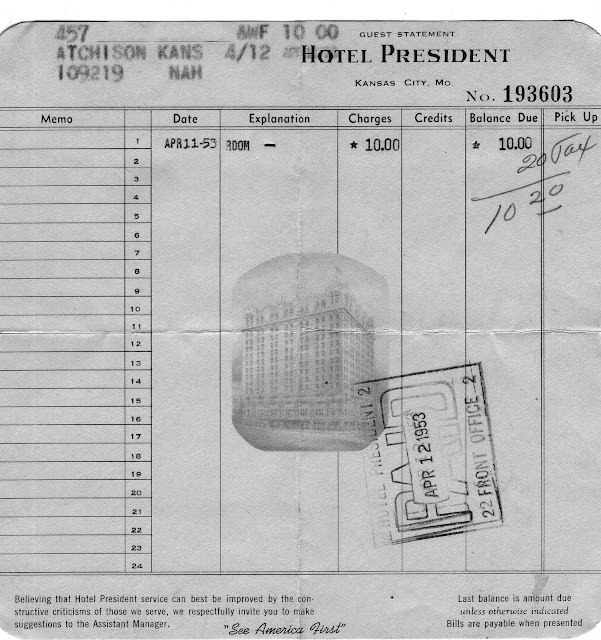 457 &WF 10 00
GUEST STATEMENT
ATCHISON KANS 4/12
HOTEL PRESIDENT
109219 NAH
KANSAS CITY, MO.
No. 193603
Memo Date Explanation Charges Credits Balance Due Pick Up
1 APR 11-53 ROOM — * 10.00 * 10.00
2 20 Tax
3
4 10 20
5
6
7
8
9
10
11
12
13
14
15
16
17
18
19
20
21
22
23
24
HOTEL PRESIDENT 2
PAID
APR 12 1953
22 FRONT OFFICE 2
Believing that Hotel President service can best be improved by the con-
structive criticisms of those we serve, we respectfully invite you to make
suggestions to the Assistant Manager.
"See America First"
Last balance is amount due
unless otherwise indicated
Bills are payable when presented